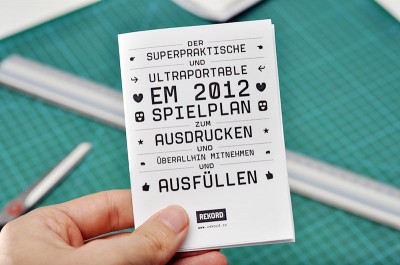 DER
SUPERPRAKTISCHE
UND
ULTRAPORTABLE
EM 2012
SPIELPLAN
ZUM
AUSDRUCKEN
UND
ÜBERALLHIN MITNEHMEN
UND
AUSFÜLLEN
REKORD